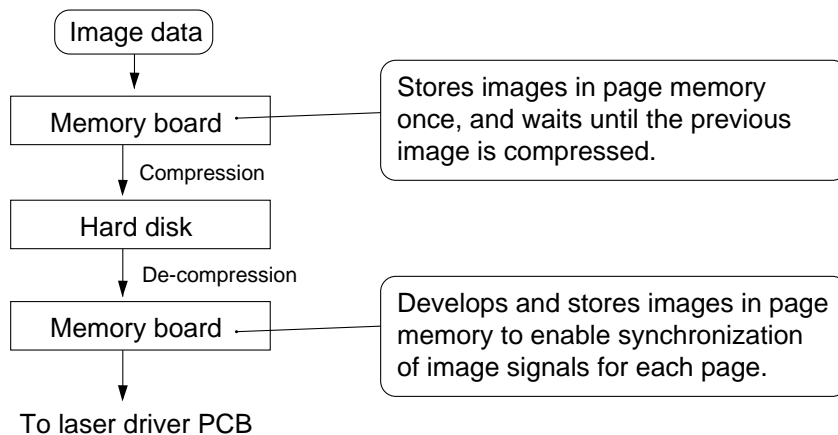 Image data
Memory board
Stores images in page memory
once, and waits until the previous
image is compressed.
Compression
Hard disk
De-compression
Memory board
Develops and stores images in page
memory to enable synchronization
of image signals for each page.
To laser driver PCB